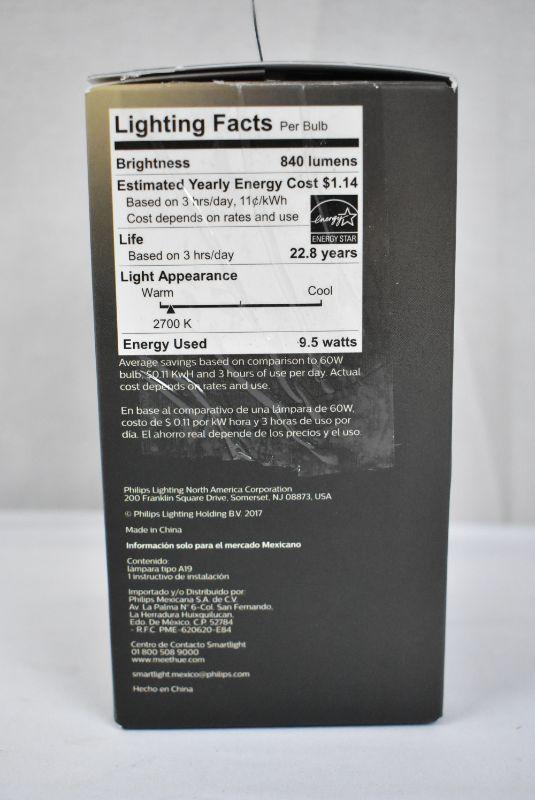 Lighting Facts Per Bulb
Brightness 840 lumens
Estimated Yearly Energy Cost $1.14
Based on 3 hrs/day, 11¢/kWh
Cost depends on rates and use
energy
ENERGY STAR
Life
Based on 3 hrs/day 22.8 years
Light Appearance
Warm Cool
2700 K
Energy Used 9.5 watts
Average savings based on comparison to 60W
bulb, $0.11 KwH and 3 hours of use per day. Actual
cost depends on rates and use.
En base al comparativo de una lámpara de 60W,
costo de $ 0.11 por kW hora y 3 horas de uso por
día. El ahorro real depende de los precios y el uso.
Philips Lighting North America Corporation
200 Franklin Square Drive, Somerset, NJ 08873, USA
© Philips Lighting Holding B.V. 2017
Made in China
Información solo para el mercado Mexicano
Contenido:
lámpara tipo A19
1 instructivo de instalación
Importado y/o Distribuido por:
Philips Mexicana S.A. de C.V.
Av. La Palma N° 6-Col. San Fernando,
La Herradura Huixquilucan,
Edo. De México, C.P. 52784
- R.F.C. PME-620620-E84
Centro de Contacto Smartlight
01 800 508 9000
www.meethue.com
smartlight.mexico@philips.com
Hecho en China